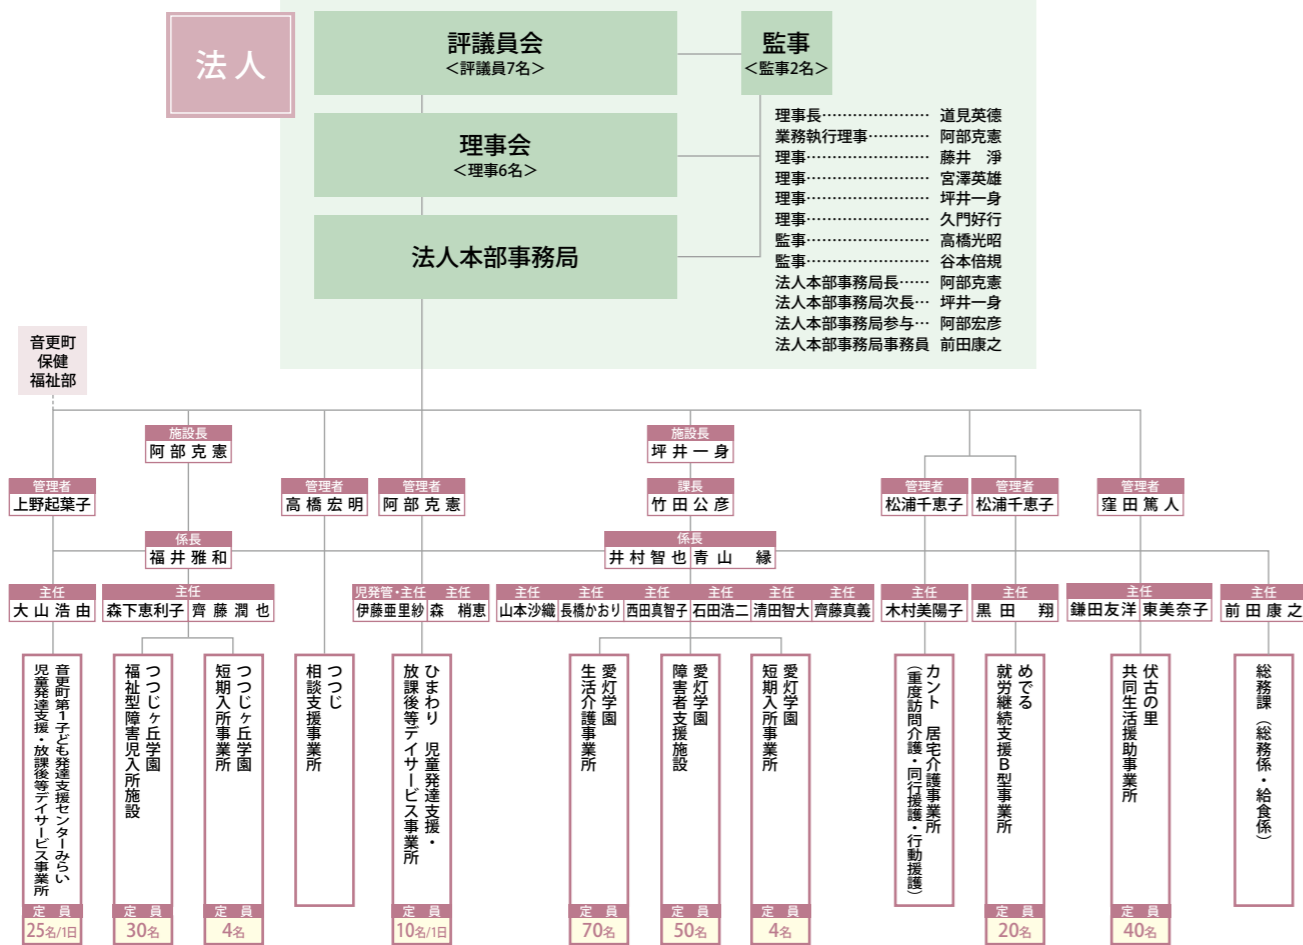 法人
評議員会
<評議員7名>
監事
<監事2名>
理事会
<理事6名>
法人本部事務局
理事長………………… 道見英德
業務執行理事………… 阿部克憲
理事…………………… 藤井　淨
理事…………………… 宮澤英雄
理事…………………… 坪井一身
理事…………………… 久門好行
監事…………………… 高橋光昭
監事…………………… 谷本倍規
法人本部事務局長…… 阿部克憲
法人本部事務局次長… 坪井一身
法人本部事務局参与… 阿部宏彦
法人本部事務局事務員 前田康之
音更町
保健
福祉部
施設長
阿部克憲
施設長
坪井一身
管理者
上野起葉子
管理者
高橋宏明
管理者
阿部克憲
課長
竹田公彦
管理者
松浦千恵子
管理者
松浦千恵子
管理者
窪田篤人
係長
福井雅和
係長
井村智也 青山　縁
主任
大山浩由
主任
森下恵利子 齊藤潤也
児発管・主任
伊藤亜里紗
主任
森　梢恵
主任
山本沙織
主任
長橋かおり
主任
西田真智子
主任
石田浩二
主任
清田智大
主任
齊藤真義
主任
木村美陽子
主任
黒田　翔
主任
鎌田友洋 東美奈子
主任
前田康之
音更町第1子ども発達支援センターみらい
児童発達支援・放課後等デイサービス事業所
定員
25名/1日
つつじヶ丘学園
福祉型障害児入所施設
定員
30名
つつじヶ丘学園
短期入所事業所
定員
4名
つつじ
相談支援事業所
ひまわり　児童発達支援・
放課後等デイサービス事業所
定員
10名/1日
愛灯学園
生活介護事業所
定員
70名
愛灯学園
障害者支援施設
定員
50名
愛灯学園
短期入所事業所
定員
4名
カント　居宅介護事業所
（重度訪問介護・同行援護・行動援護）
めでる
就労継続支援B型事業所
定員
20名
伏古の里
共同生活援助事業所
定員
40名
総務課（総務係・給食係）